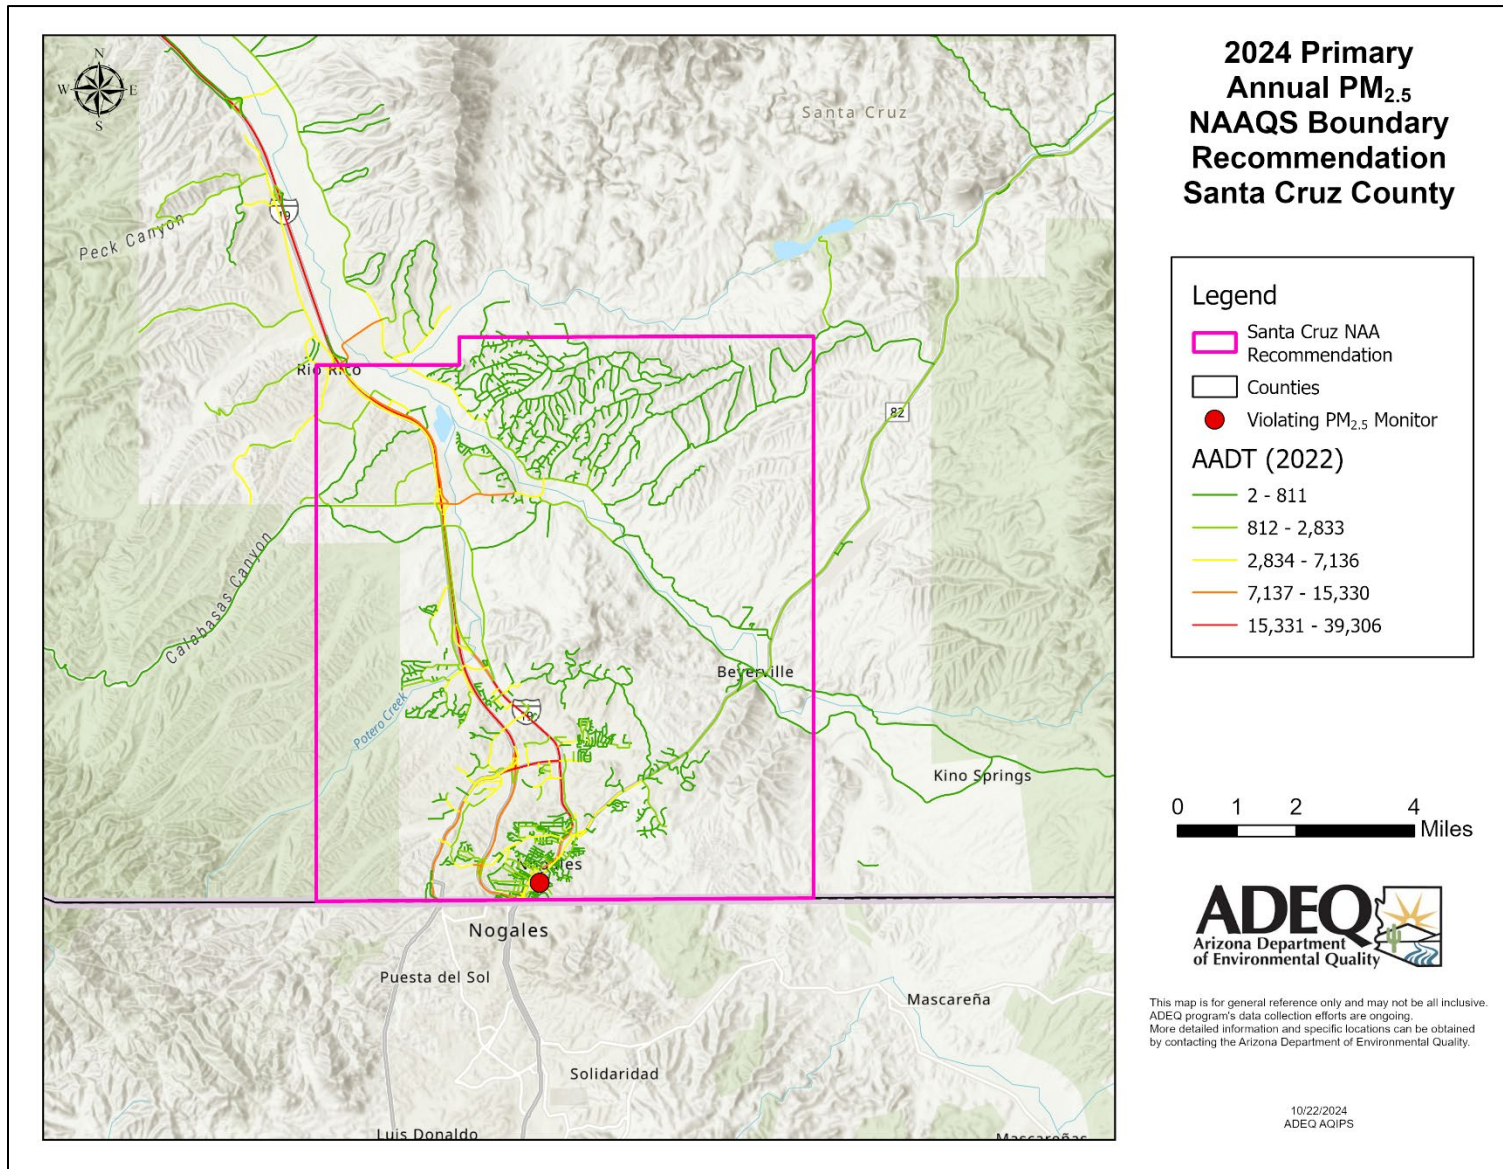 2024 Primary
Annual PM2.5
NAAQS Boundary
Recommendation
Santa Cruz County
N
W
E
S
Santa Cruz
Peck Canyon
19
Rio Rico
82
Calabasas Canyon
Potero Creek
19
Beyerville
Kino Springs
Nogales
Nogales
Puesta del Sol
Mascareña
Solidaridad
Luis Donaldo
Mascareñas
Legend
Santa Cruz NAA
Recommendation
Counties
Violating PM2.5 Monitor
AADT (2022)
2 - 811
812 - 2,833
2,834 - 7,136
7,137 - 15,330
15,331 - 39,306
0 1 2 4
Miles
ADEQ
Arizona Department
of Environmental Quality
This map is for general reference only and may not be all inclusive.
ADEQ program's data collection efforts are ongoing.
More detailed information and specific locations can be obtained
by contacting the Arizona Department of Environmental Quality.
10/22/2024
ADEQ AQIPS